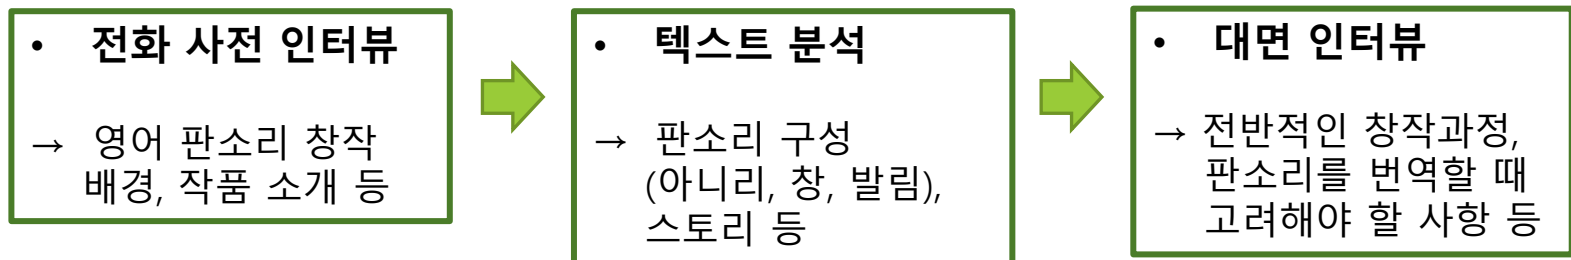 • 전화 사전 인터뷰
→ 영어 판소리 창작
배경, 작품 소개 등
• 텍스트 분석
→ 판소리 구성
(아니리, 창, 발림),
스토리 등
• 대면 인터뷰
→ 전반적인 창작과정,
판소리를 번역할 때
고려해야 할 사항 등